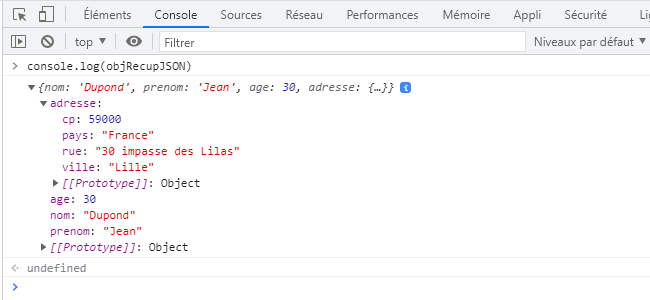 Éléments Console Sources Réseau Performances Mémoire Appli Sécurité
top Filtrer Niveaux par défaut
console.log(objRecupJSON)
{nom: 'Dupond', prenom: 'Jean', age: 30, adresse: {…}}
adresse:
cp: 59000
pays: "France"
rue: "30 impasse des Lilas"
ville: "Lille"
[[Prototype]]: Object
age: 30
nom: "Dupond"
prenom: "Jean"
[[Prototype]]: Object
undefined